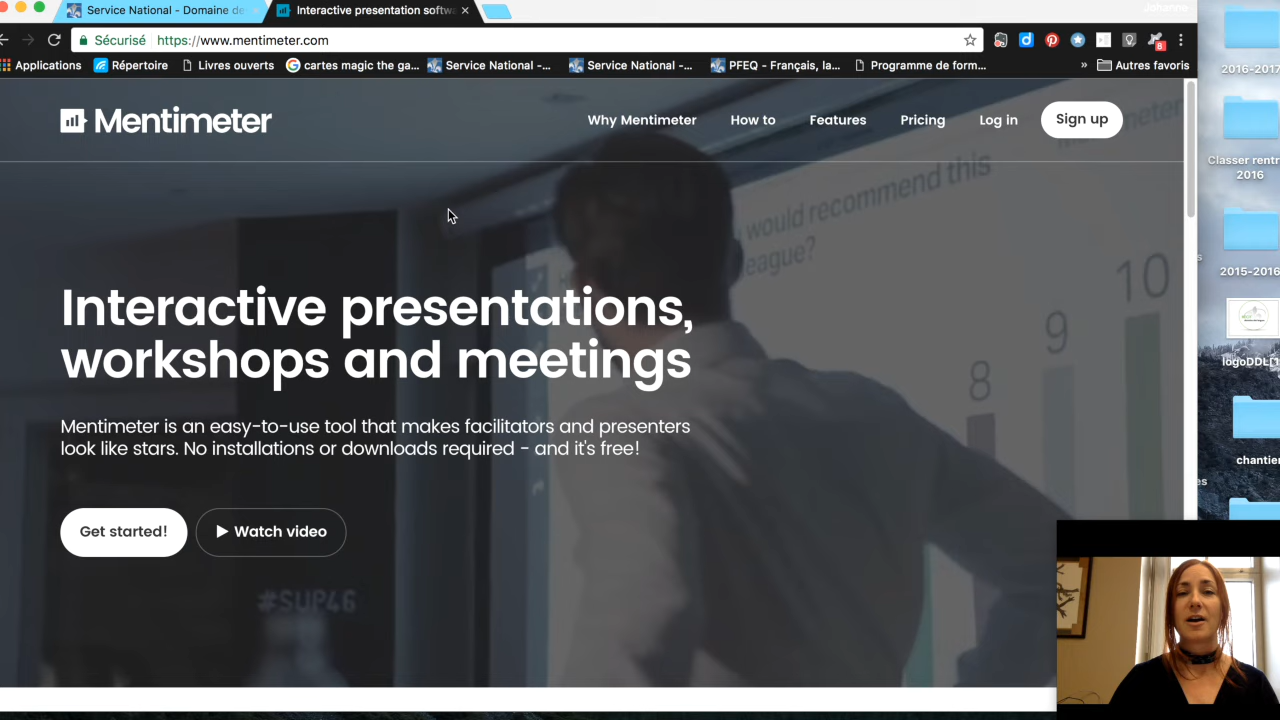 Service National - Domaine de
Interactive presentation softw
Johanne
Sécurisé
https://www.mentimeter.com
8
Applications
Répertoire
Livres ouverts
cartes magic the ga...
Service National -...
Service National -...
PFEQ - Français, la...
Programme de form...
»
Autres favoris
Mentimeter
Why Mentimeter
How to
Features
Pricing
Log in
Sign up
would recommend this
league?
8
9
10
Interactive presentations,
workshops and meetings
Mentimeter is an easy-to-use tool that makes facilitators and presenters
look like stars. No installations or downloads required - and it's free!
Get started!
Watch video
#SUP46
2016-2017
Classer rentr
2016
2015-2016
logoDDL[1
chantier